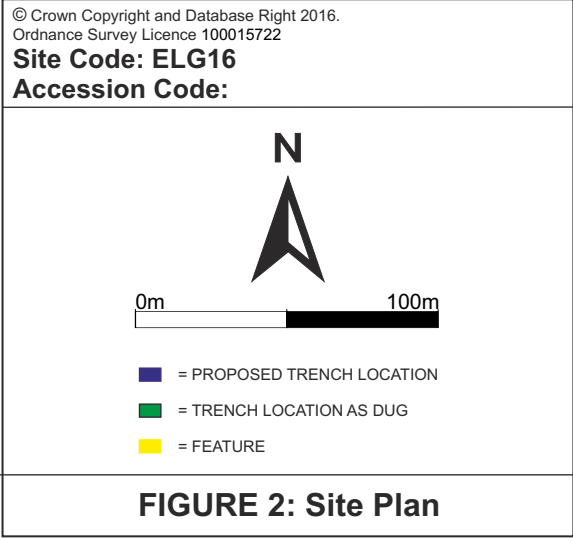 © Crown Copyright and Database Right 2016.
Ordnance Survey Licence 100015722
Site Code: ELG16
Accession Code:
N
0m 100m
= PROPOSED TRENCH LOCATION
= TRENCH LOCATION AS DUG
= FEATURE
FIGURE 2: Site Plan